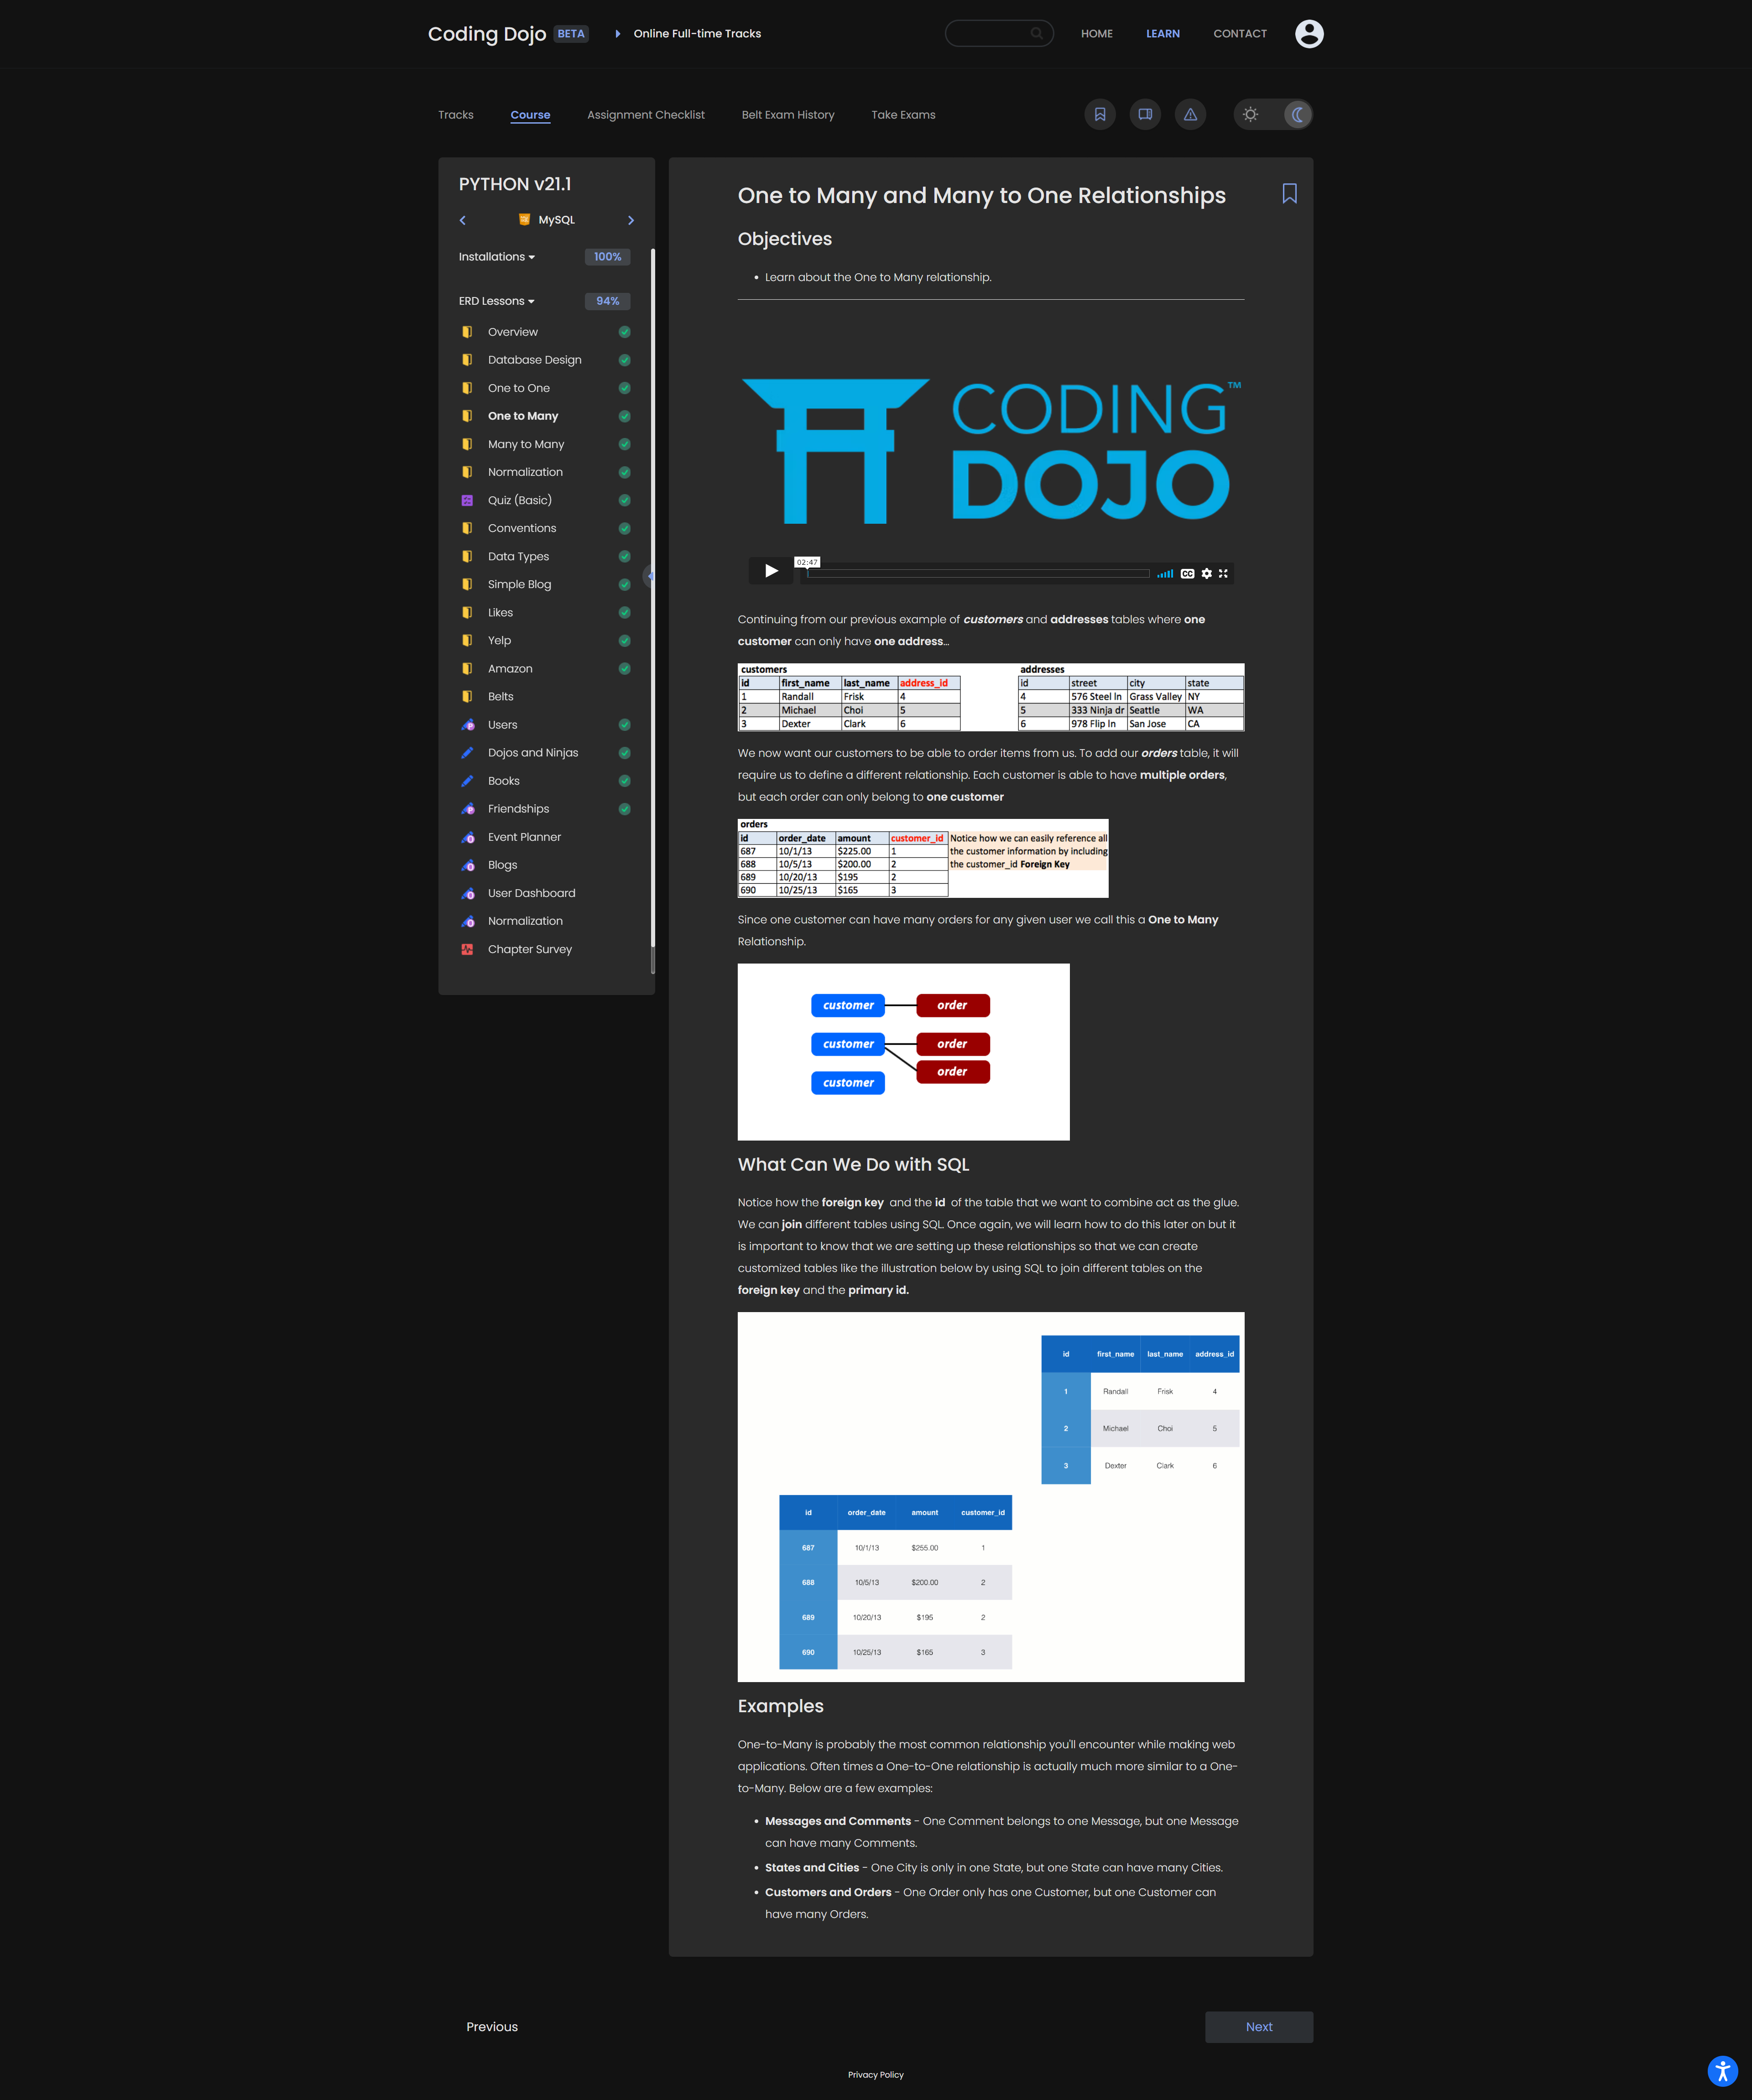 Coding Dojo BETA Online Full-time Tracks HOME LEARN CONTACT
Tracks Course Assignment Checklist Belt Exam History Take Exams
PYTHON v21.1
MySQL
Installations 100%
ERD Lessons 94%
Overview
Database Design
One to One
One to Many
Many to Many
Normalization
Quiz (Basic)
Conventions
Data Types
Simple Blog
Likes
Yelp
Amazon
Belts
Users
Dojos and Ninjas
Books
Friendships
Event Planner
Blogs
User Dashboard
Normalization
Chapter Survey
One to Many and Many to One Relationships
Objectives
• Learn about the One to Many relationship.
CODING™
DOJO
02:47
CC
Continuing from our previous example of customers and addresses tables where one
customer can only have one address...
customers addresses
id first_name last_name address_id id street city state
1 Randall Frisk 4 4 576 Steel ln Grass Valley NY
2 Michael Choi 5 5 333 Ninja dr Seattle WA
3 Dexter Clark 6 6 978 Flip ln San Jose CA
We now want our customers to be able to order items from us. To add our orders table, it will
require us to define a different relationship. Each customer is able to have multiple orders,
but each order can only belong to one customer
orders
id order_date amount customer_id Notice how we can easily reference all
687 10/1/13 $225.00 1 the customer information by including
688 10/5/13 $200.00 2 the customer_id Foreign Key
689 10/20/13 $195 2
690 10/25/13 $165 3
Since one customer can have many orders for any given user we call this a One to Many
Relationship.
customer order
customer order
order
customer
What Can We Do with SQL
Notice how the foreign key and the id of the table that we want to combine act as the glue.
We can join different tables using SQL. Once again, we will learn how to do this later on but it
is important to know that we are setting up these relationships so that we can create
customized tables like the illustration below by using SQL to join different tables on the
foreign key and the primary id.
id first_name last_name address_id
1 Randall Frisk 4
2 Michael Choi 5
3 Dexter Clark 6
id order_date amount customer_id
687 10/1/13 $255.00 1
688 10/5/13 $200.00 2
689 10/20/13 $195 2
690 10/25/13 $165 3
Examples
One-to-Many is probably the most common relationship you'll encounter while making web
applications. Often times a One-to-One relationship is actually much more similar to a One-
to-Many. Below are a few examples:
• Messages and Comments - One Comment belongs to one Message, but one Message
can have many Comments.
• States and Cities - One City is only in one State, but one State can have many Cities.
• Customers and Orders - One Order only has one Customer, but one Customer can
have many Orders.
Previous Next
Privacy Policy